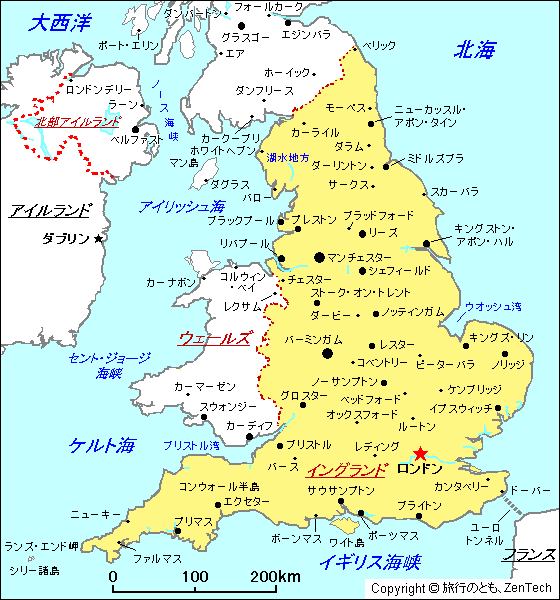 大西洋
ダンバートン
フォールカーク
グラスゴー
エジンバラ
ポート・エリン
エア
ベリック
北海
ホーイック
ロンドンデリー
ノース海峡
ダンフリース
ラーン
北部アイルランド
ベルファスト
モーペス
ニューカッスル・
アポン・タイン
カークーブリ
カーライル
ホワイトヘブン
ダラム
マン島
湖水地方
ダーリントン
ミドルズブラ
ダグラス
サークス
スカーバラ
バロー
アイルランド
アイリッシュ海
ブラックプール
プレストン
ブラッドフォード
リーズ
キングストン・
アポン・ハル
ダブリン
リバプール
マンチェスター
シェフィールド
カーナボン
コルウィン
・ベイ
チェスター
レクサム
ストーク・オン・トレント
ダービー
ノッティンガム
ウオッシュ湾
ウェールズ
バーミンガム
レスター
キングズ・リン
セント・ジョージ
海峡
コベントリー
ピーターバラ
ノリッジ
カーマーゼン
ノーサンプトン
ベッドフォード
ケンブリッジ
グロスター
スウォンジー
オックスフォード
イプスウィッチ
カーディフ
ルートン
ケルト海
ブリストル湾
ブリストル
レディング
バース
イングランド
ロンドン
コンウォール半島
サウサンプトン
カンタベリー
ドーバー
エクセター
ニューキー
プリマス
ボーンマス
ワイト島
ポーツマス
ブライトン
ユーロ
トンネル
ランズ・エンド岬
ファルマス
シリー諸島
イギリス海峡
フランス
0
100
200km
Copyright © 旅行のとも、ZenTech